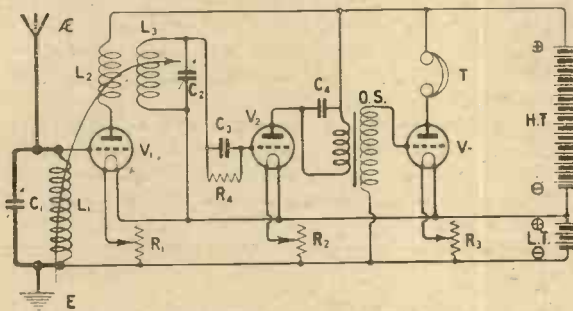 Æ
L₂
L₃
C₂
V₁
C₁
L₁
R₁
E
C₃
R₄
V₂
R₂
C₄
O.S.
T
V
R₃
⊕
H.T
⊖
⊕
L.T.
⊖